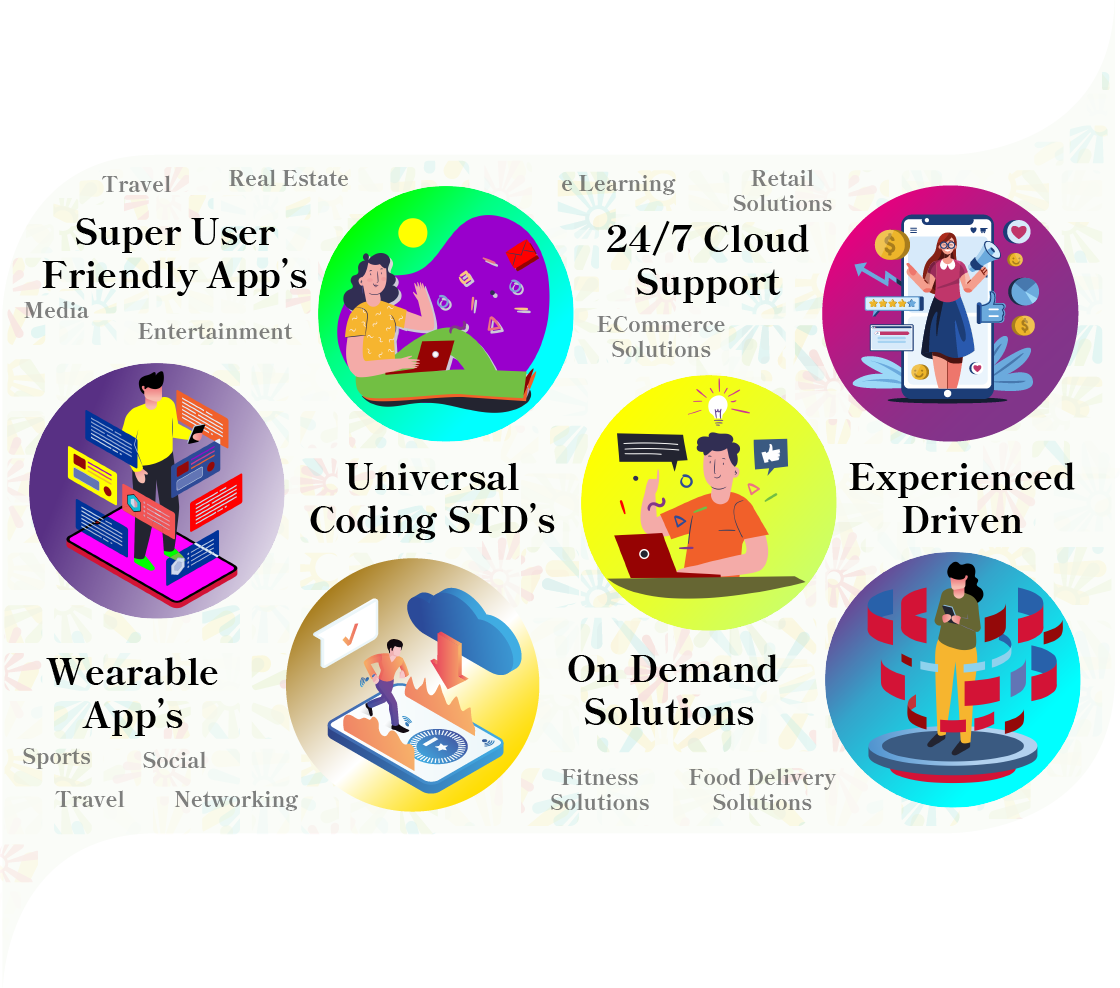 Travel
Real Estate
Super User
Friendly App's
Media
Entertainment
e Learning
Retail
Solutions
24/7 Cloud
Support
ECommerce
Solutions
Universal
Coding STD's
Experienced
Driven
Wearable
App's
Sports
Social
Travel
Networking
On Demand
Solutions
Fitness
Solutions
Food Delivery
Solutions